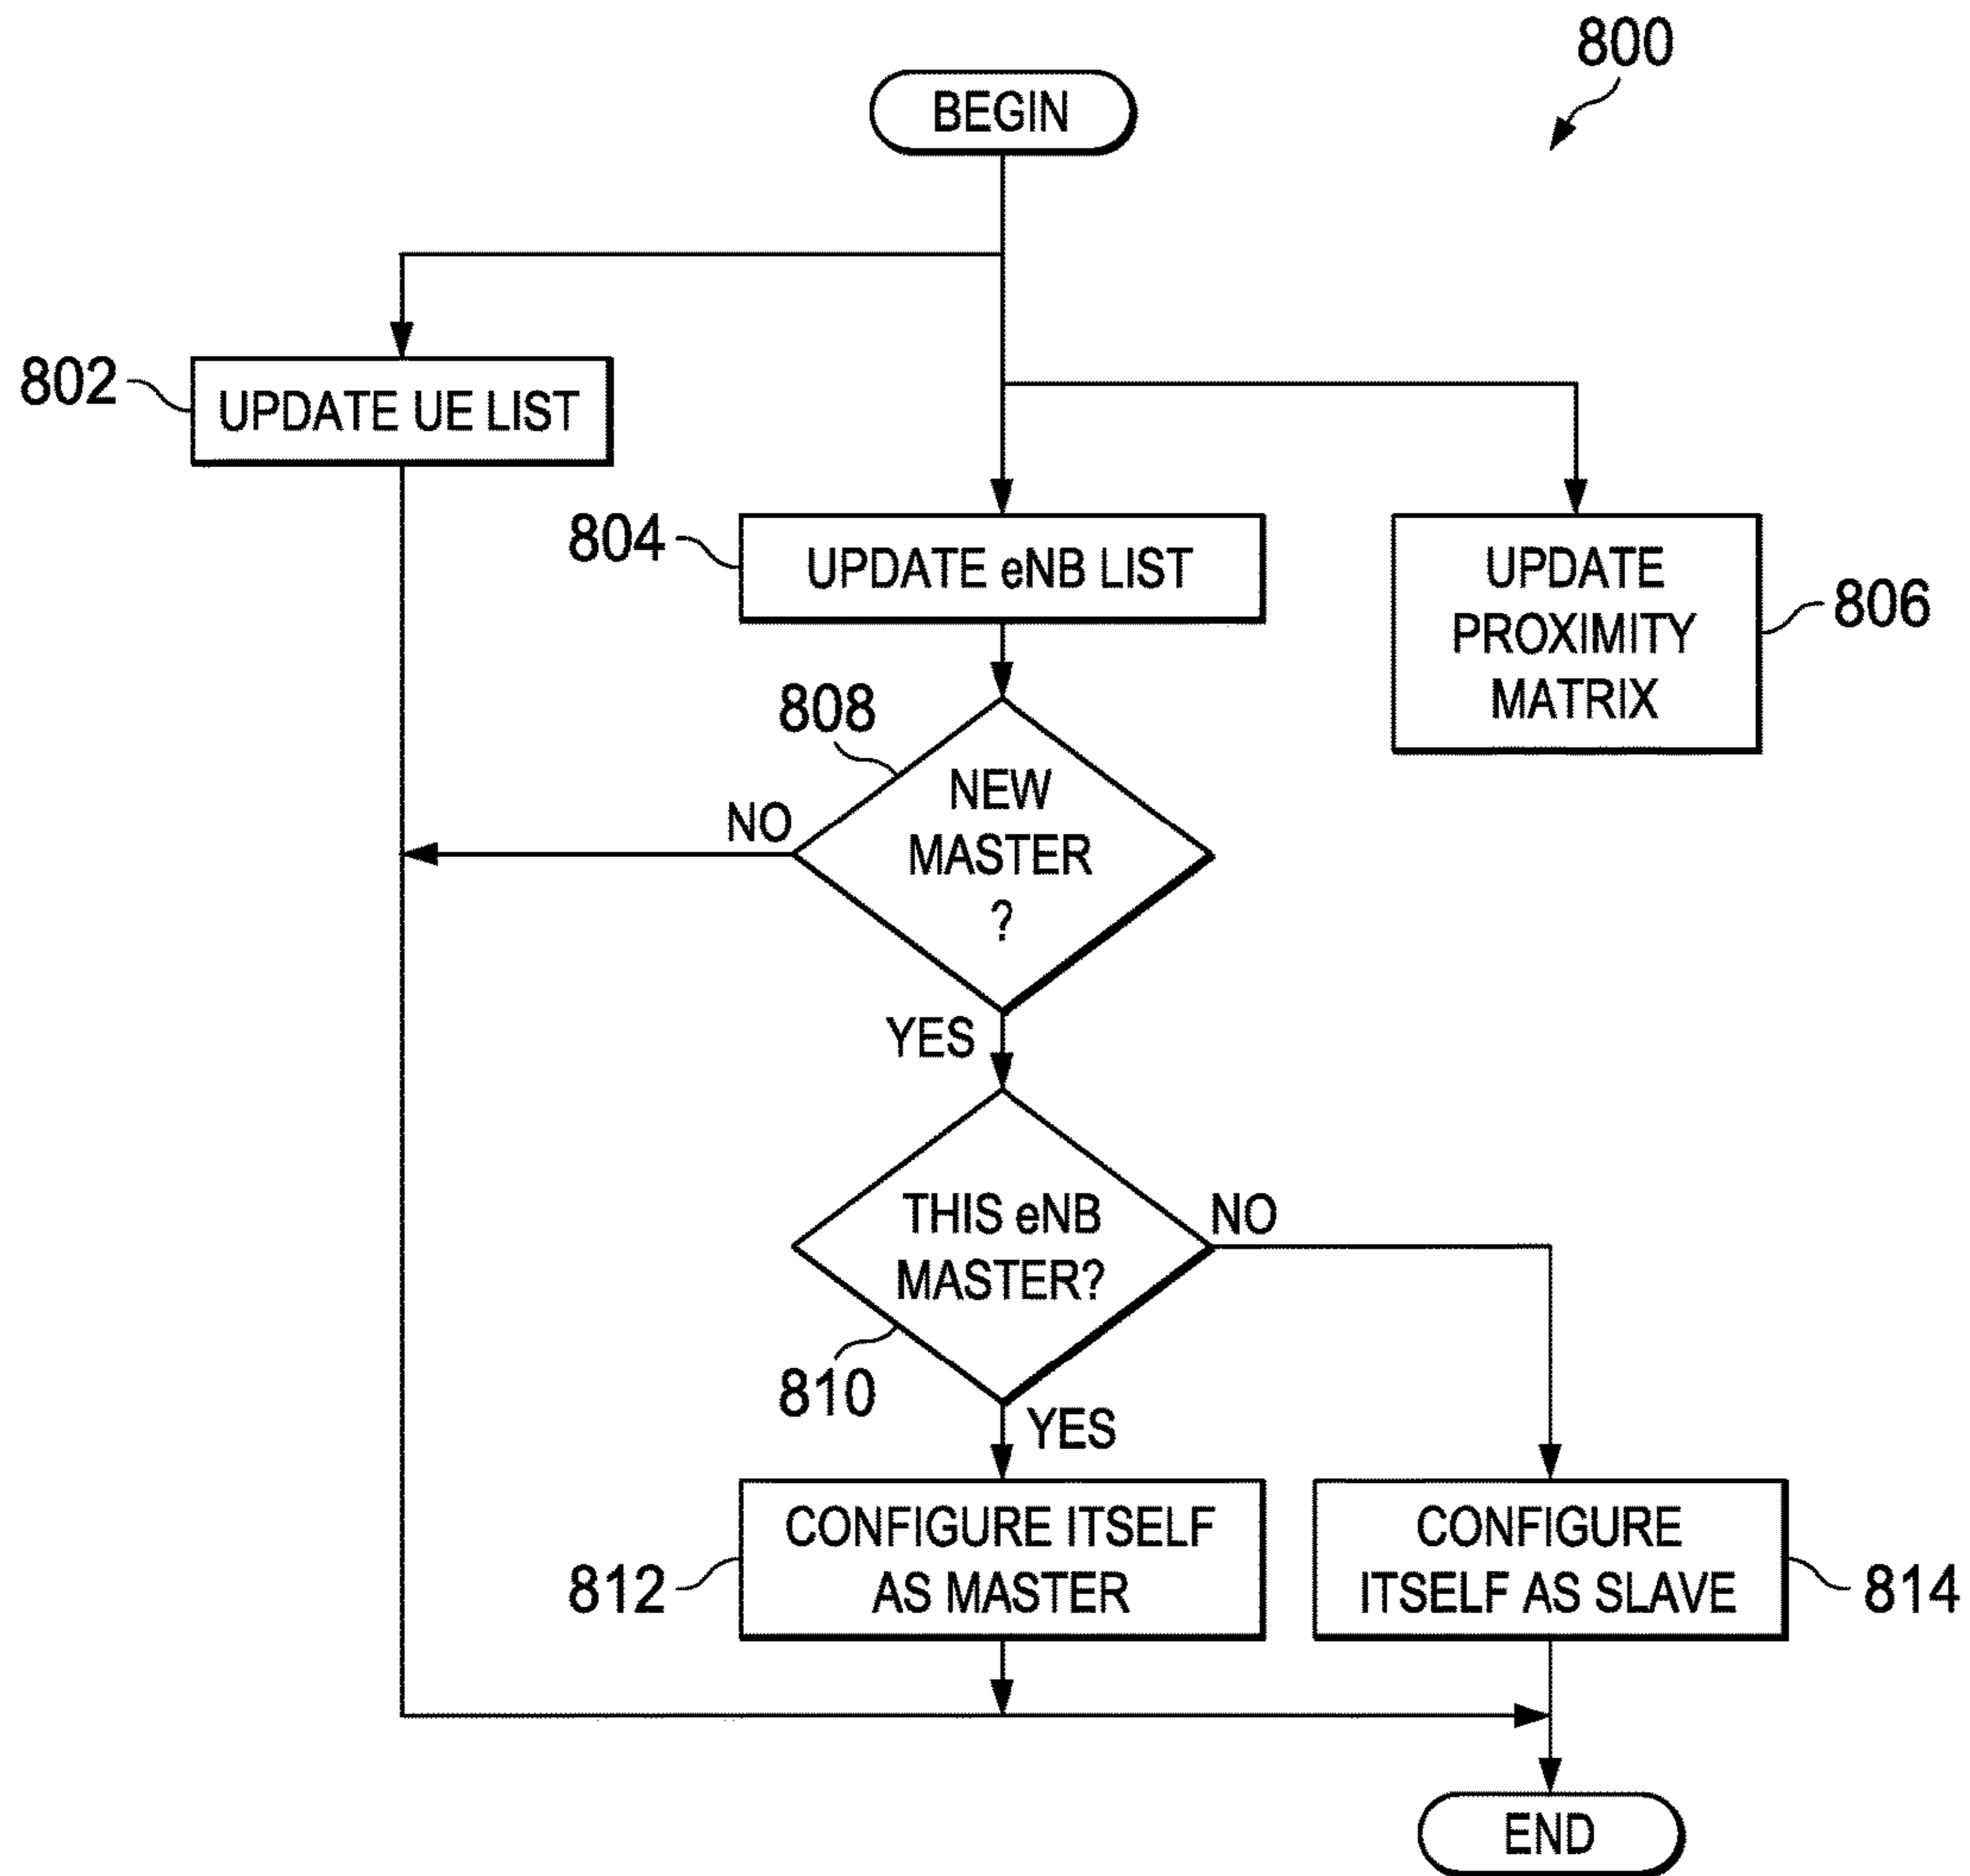 800
BEGIN
802
UPDATE UE LIST
804
UPDATE eNB LIST
UPDATE
PROXIMITY
MATRIX
806
808
NEW
MASTER
?
NO
YES
THIS eNB
MASTER?
NO
810
YES
CONFIGURE ITSELF
AS MASTER
812
CONFIGURE
ITSELF AS SLAVE
814
END